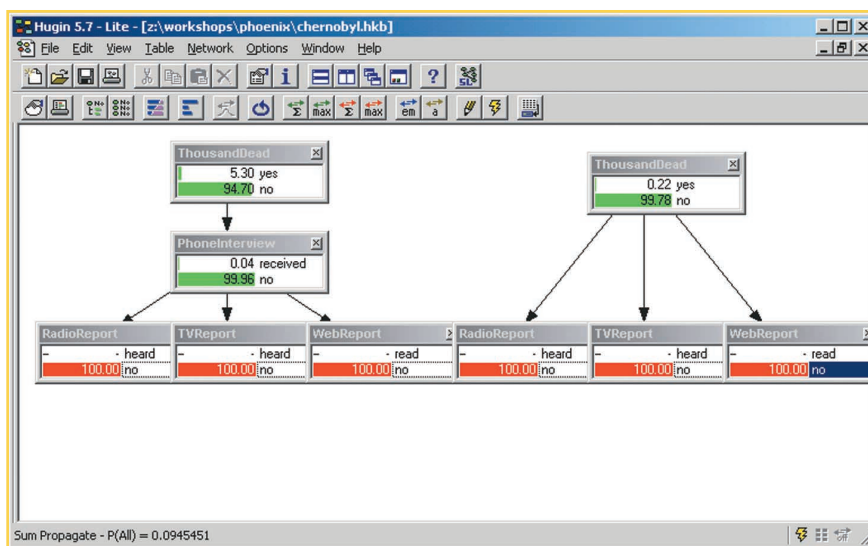 Hugin 5.7 - Lite - [z:\workshops\phoenix\chernobyl.hkb]
File Edit View Table Network Options Window Help
ThousandDead
5.30 yes
94.70 no
PhoneInterview
0.04 received
99.96 no
RadioReport
- - heard
100.00 no
TVReport
- - heard
100.00 no
WebReport
- - read
100.00 no
ThousandDead
0.22 yes
99.78 no
RadioReport
- - heard
100.00 no
TVReport
- - heard
100.00 no
WebReport
- - read
100.00 no
Sum Propagate - P(All) = 0.0945451